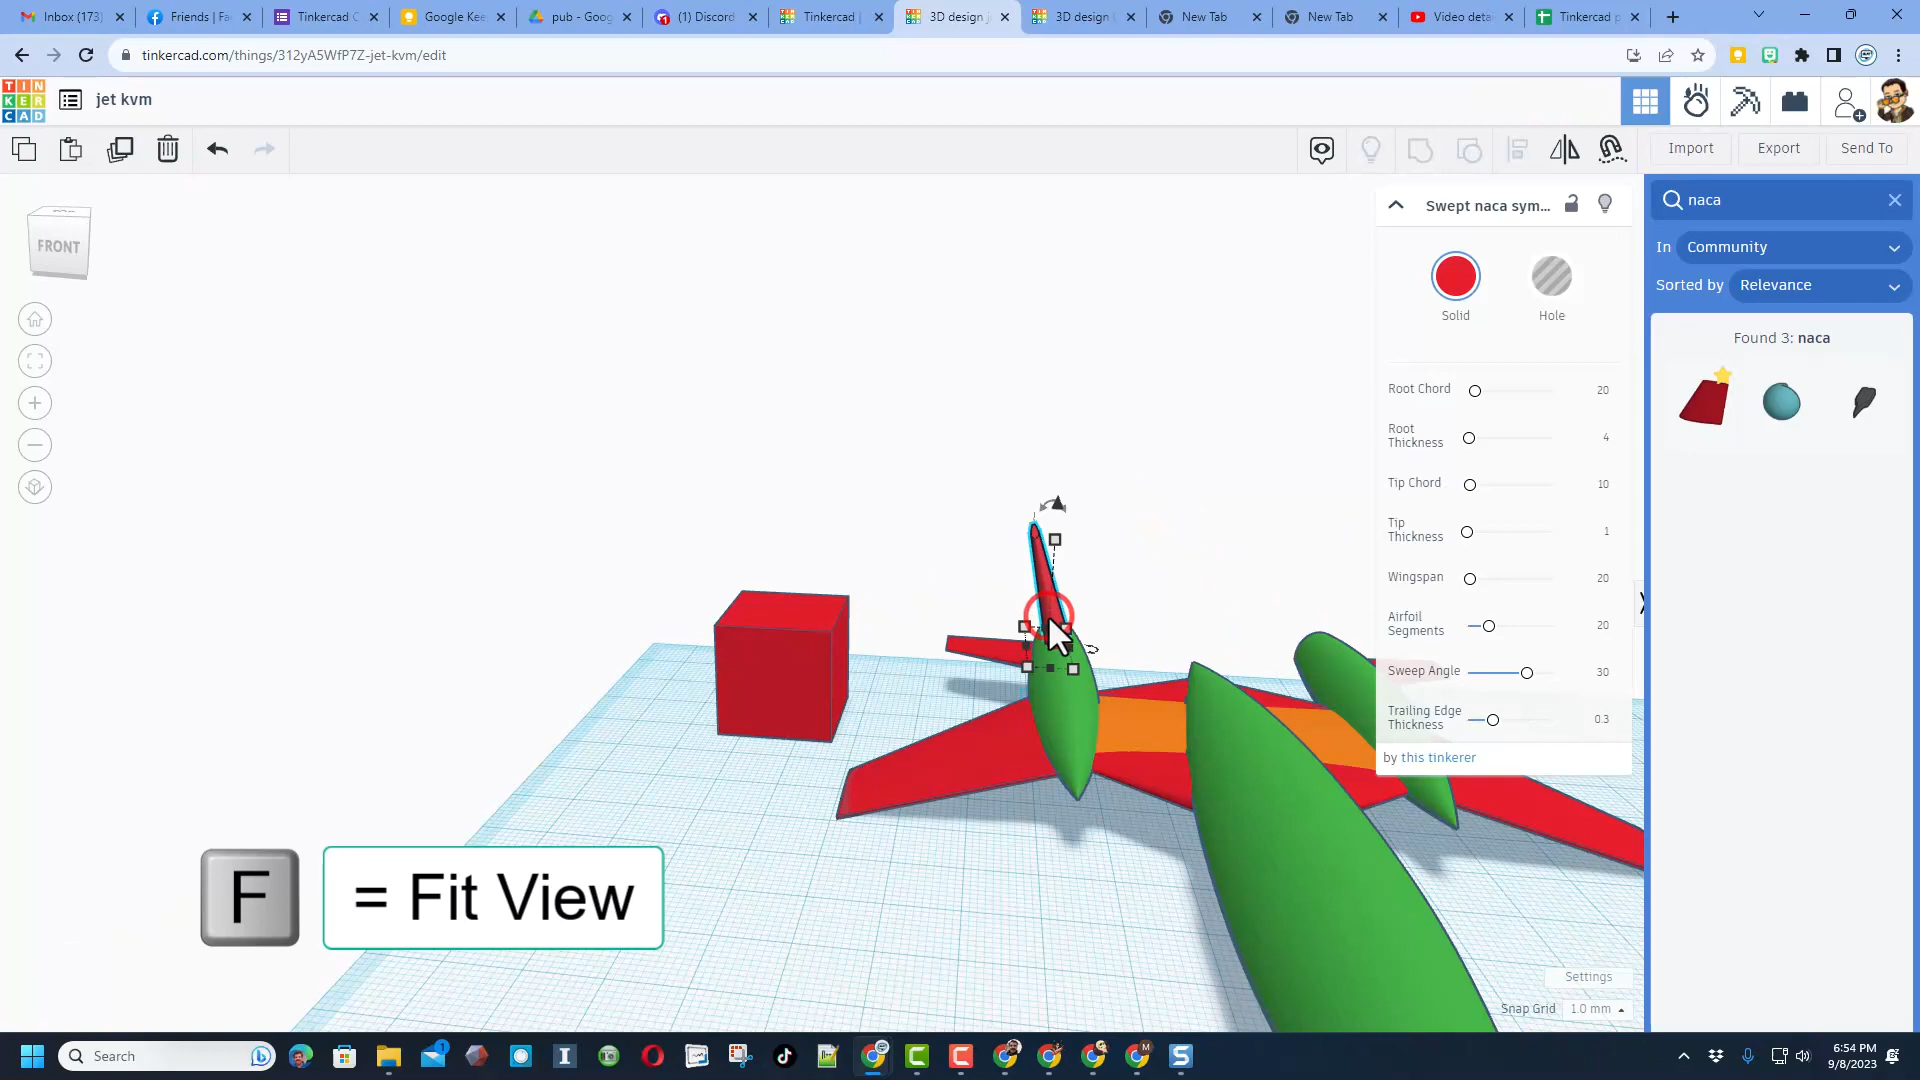 Inbox (173)
Friends | Fac
Tinkercad C
Google Kee
pub - Goog
(1) Discord
Tinkercad |
3D design j
3D design l
New Tab
New Tab
Video detai
Tinkercad p
tinkercad.com/things/312yA5WfP7Z-jet-kvm/edit
TIN
KER
CAD
jet kvm
Import
Export
Send To
FRONT
Swept naca sym...
Solid
Hole
Root Chord 20
Root Thickness 4
Tip Chord 10
Tip Thickness 1
Wingspan 20
Airfoil Segments 20
Sweep Angle 30
Trailing Edge Thickness 0.3
by this tinkerer
naca
In Community
Sorted by Relevance
Found 3: naca
F = Fit View
Settings
Snap Grid 1.0 mm
Search
6:54 PM
9/8/2023